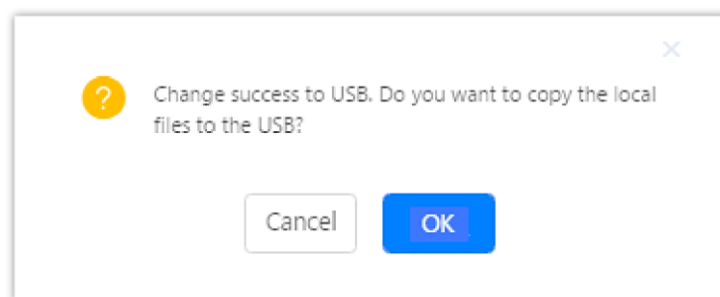 ?
Change success to USB. Do you want to copy the local
files to the USB?
Cancel
OK